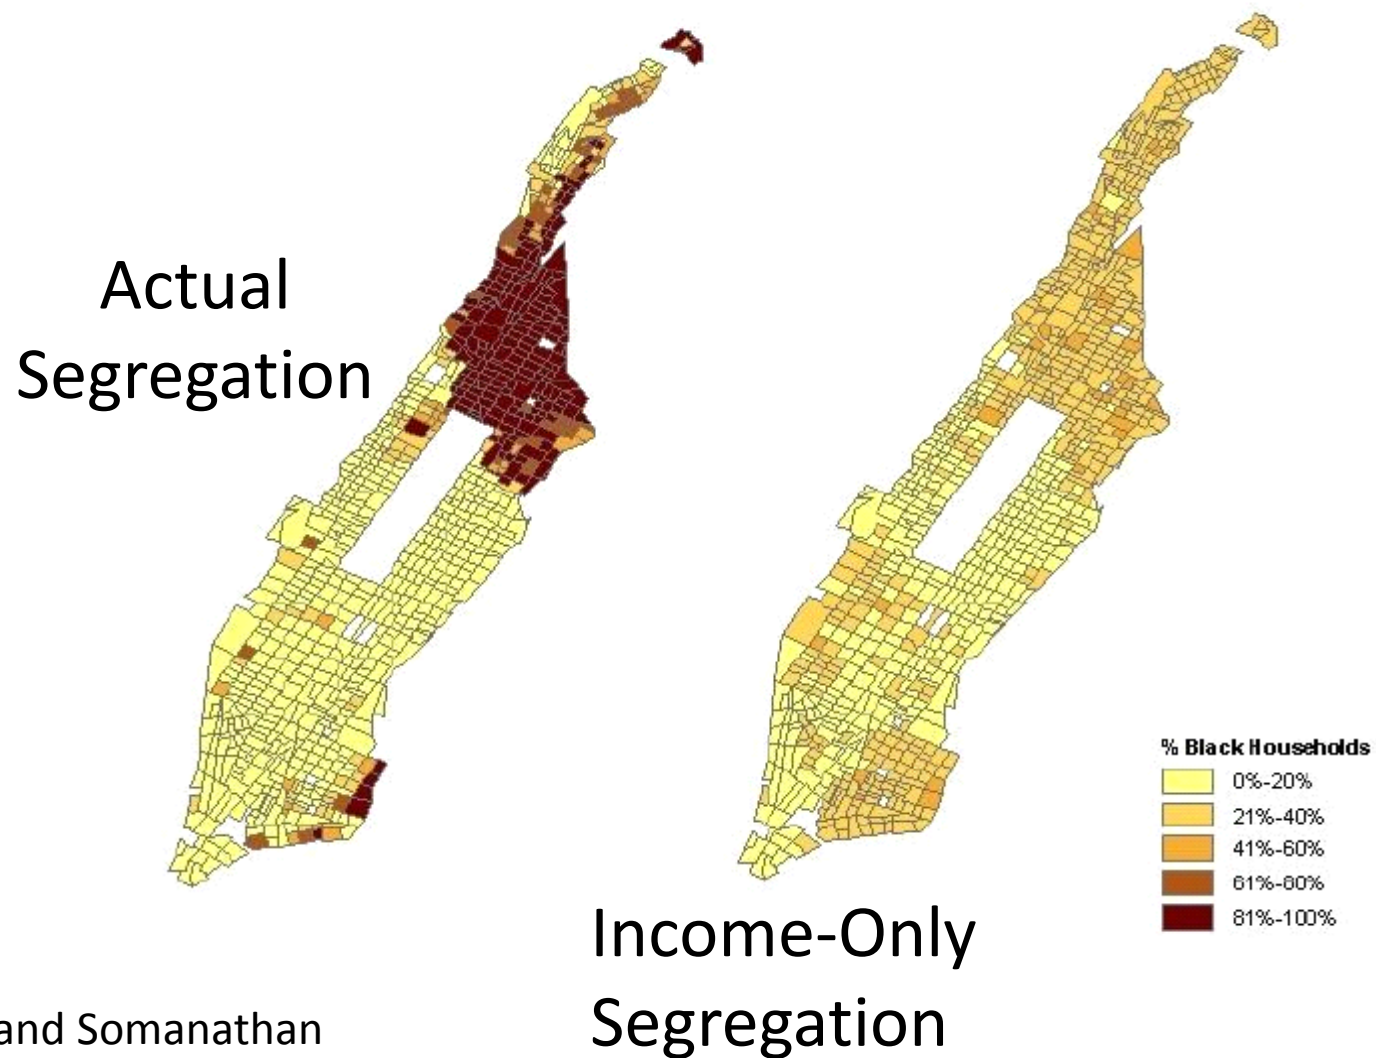 Actual
Segregation
% Black Households
0%-20%
21%-40%
41%-60%
61%-80%
81%-100%
Income-Only
Segregation
and Somanathan